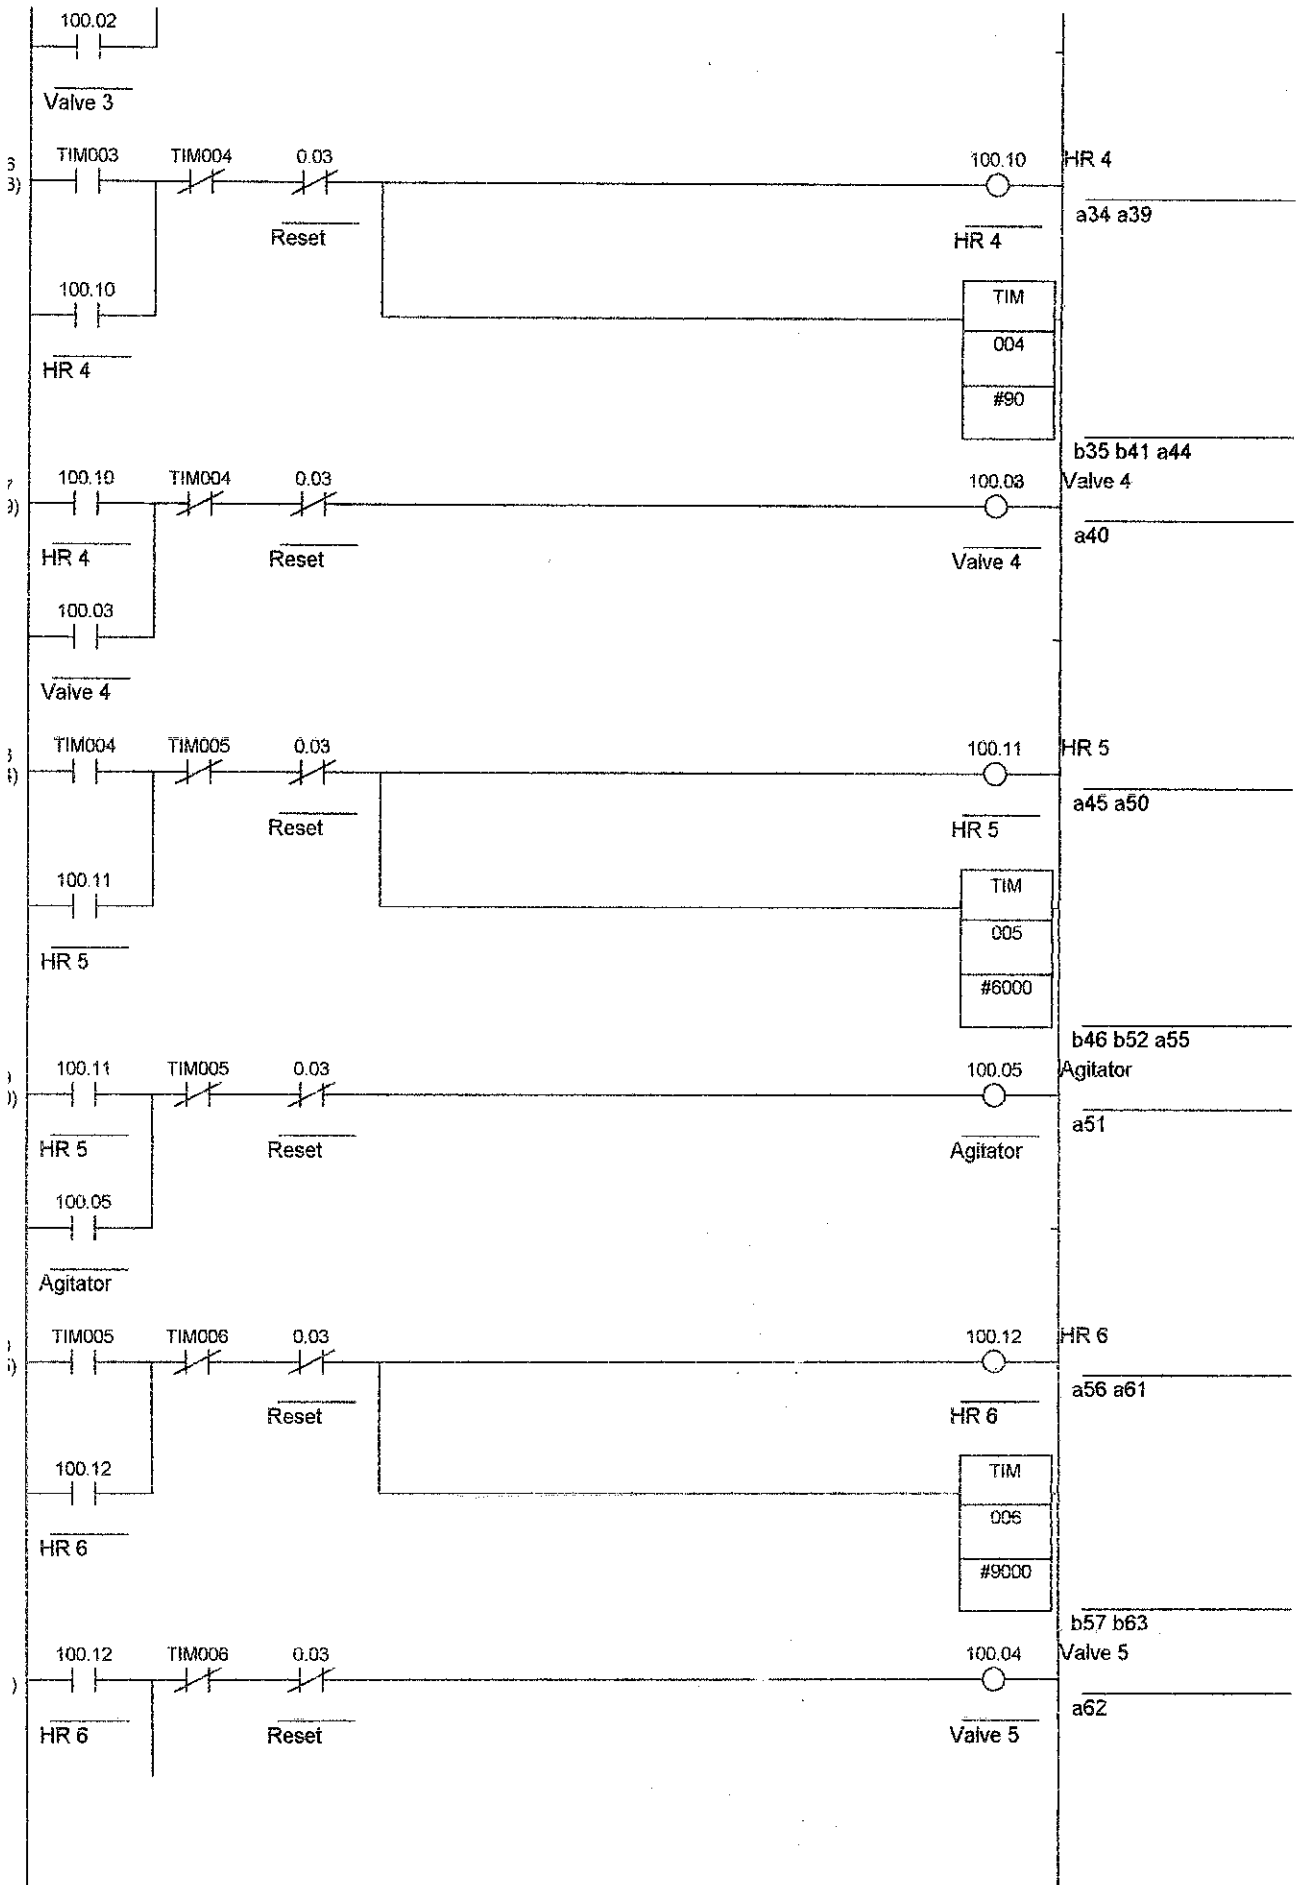 100.02
Valve 3
TIM003 TIM004 0.03 100.10 HR 4
Reset a34 a39
HR 4
100.10 TIM
HR 4 004
#90
b35 b41 a44
100.10 TIM004 0.03 100.03 Valve 4
a40
HR 4 Reset Valve 4
100.03
Valve 4
TIM004 TIM005 0.03 100.11 HR 5
a45 a50
Reset HR 5
100.11 TIM
005
HR 5
#6000
b46 b52 a55
100.11 TIM005 0.03 100.05 Agitator
a51
HR 5 Reset Agitator
100.05
Agitator
TIM005 TIM006 0.03 100.12 HR 6
a56 a61
Reset HR 6
100.12 TIM
006
HR 6
#9000
b57 b63
100.12 TIM006 0.03 100.04 Valve 5
a62
HR 6 Reset Valve 5